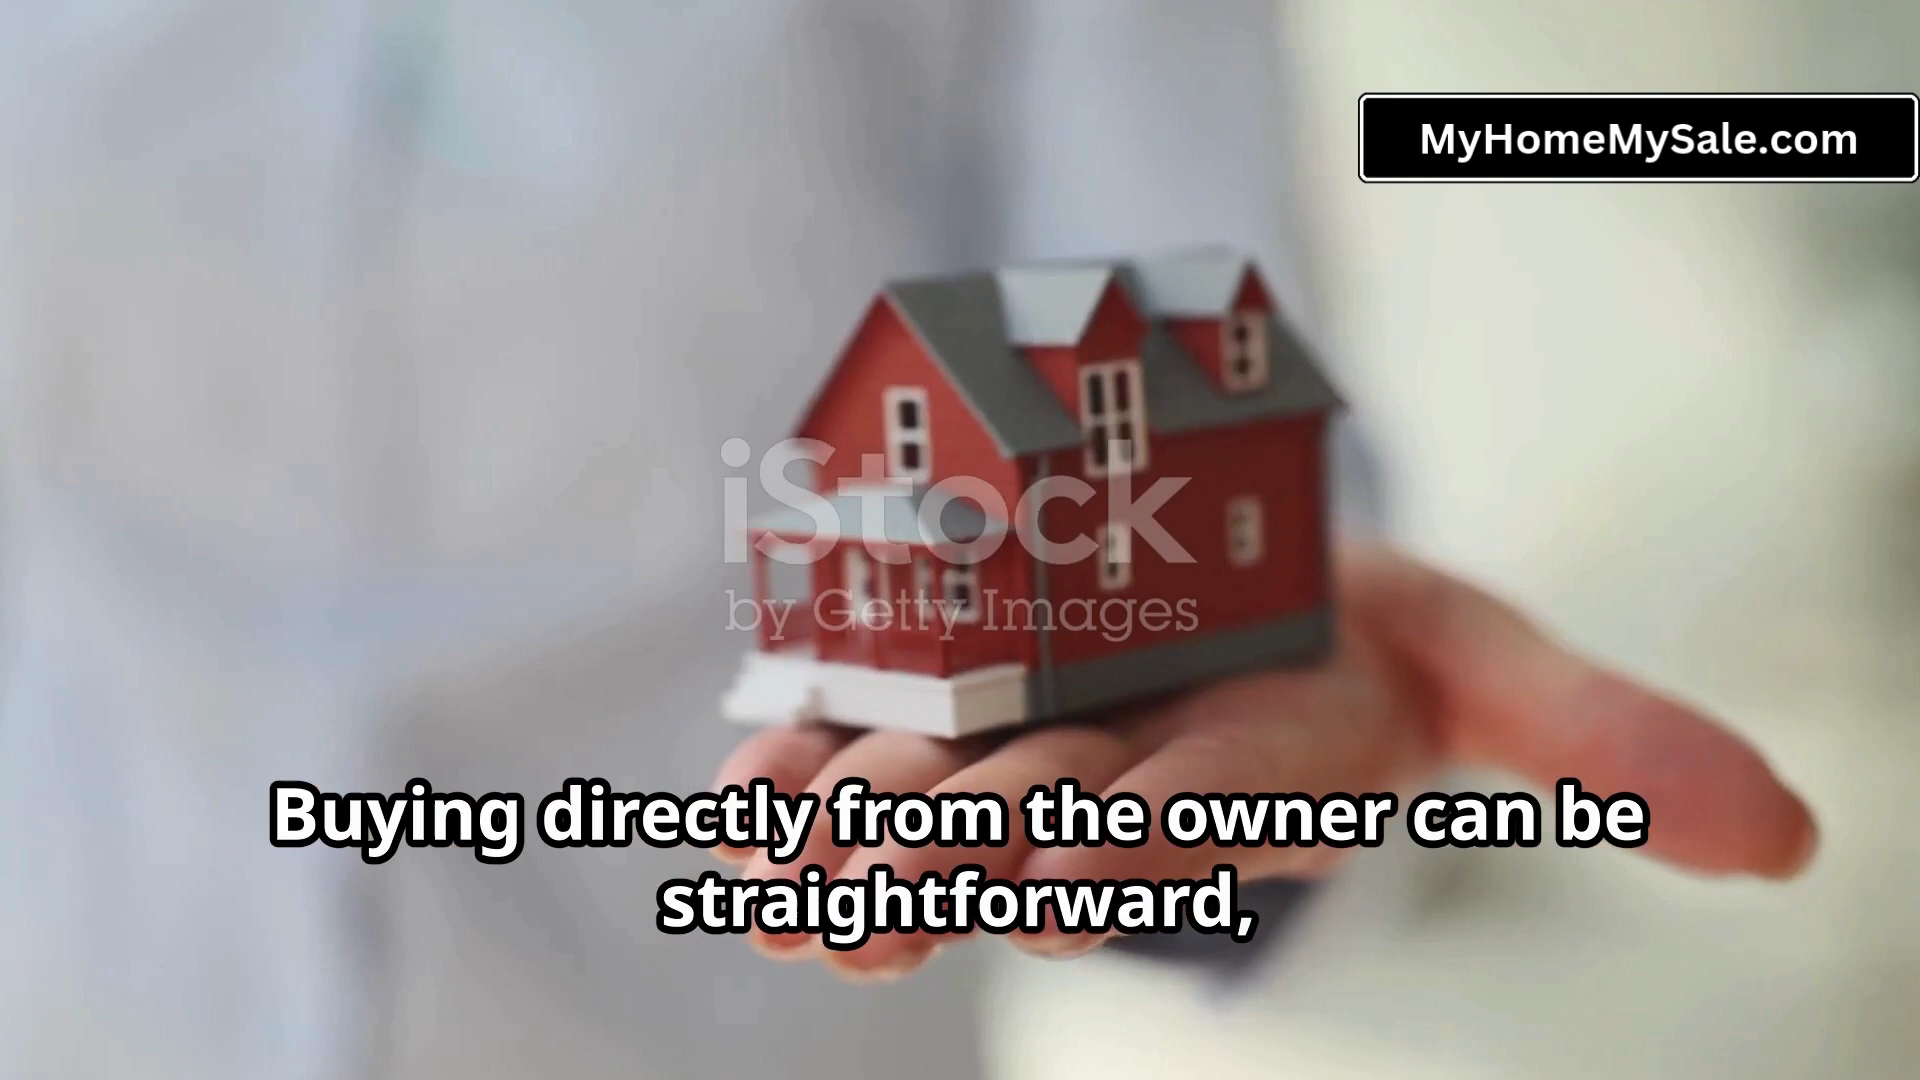 MyHomeMySale.com
iStock
by Getty Images
Buying directly from the owner can be
straightforward,